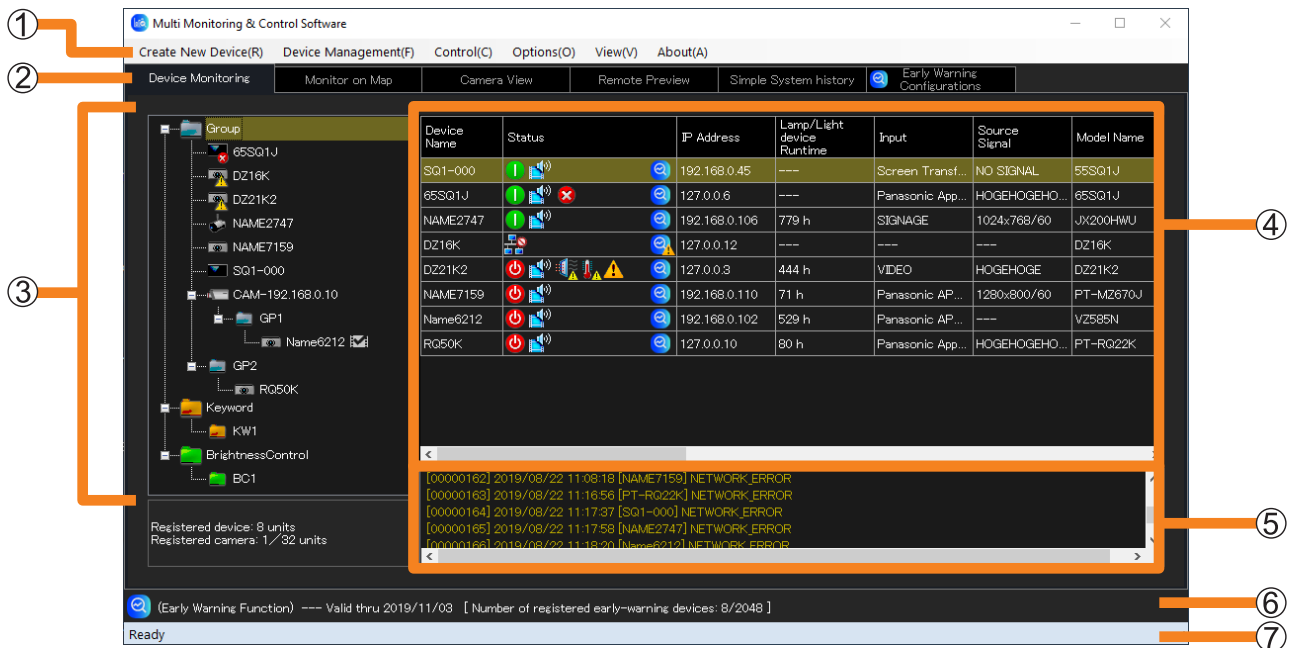 Multi Monitoring & Control Software
① Create New Device(R) Device Management(F) Control(C) Options(O) View(V) About(A)
② Device Monitoring Monitor on Map Camera View Remote Preview Simple System history Early Warning Configurations
③
Group
65SQ1J
DZ16K
DZ21K2
NAME2747
NAME7159
SQ1-000
CAM-192.168.0.10
GP1
Name6212
GP2
RQ50K
Keyword
KW1
BrightnessControl
BC1
Registered device: 8 units
Registered camera: 1/32 units
④
Device Name Status IP Address Lamp/Light device Runtime Input Source Signal Model Name
SQ1-000 192.168.0.45 --- Screen Transf... NO SIGNAL 55SQ1J
65SQ1J 127.0.0.6 --- Panasonic App... HOGEHOGEHO... 65SQ1J
NAME2747 192.168.0.106 779 h SIGNAGE 1024x768/60 JX200HWU
DZ16K 127.0.0.12 --- --- --- DZ16K
DZ21K2 127.0.0.3 444 h VIDEO HOGEHOGE DZ21K2
NAME7159 192.168.0.110 71 h Panasonic AP... 1280x800/60 PT-MZ670J
Name6212 192.168.0.102 529 h Panasonic AP... --- VZ585N
RQ50K 127.0.0.10 80 h Panasonic App... HOGEHOGEHO... PT-RQ22K
⑤
[00000162] 2019/08/22 11:08:18 [NAME7159] NETWORK_ERROR
[00000163] 2019/08/22 11:16:56 [PT-RQ22K] NETWORK_ERROR
[00000164] 2019/08/22 11:17:37 [SQ1-000] NETWORK_ERROR
[00000165] 2019/08/22 11:17:58 [NAME2747] NETWORK_ERROR
[00000166] 2019/08/22 11:18:20 [Name6212] NETWORK_ERROR
(Early Warning Function) --- Valid thru 2019/11/03 [ Number of registered early-warning devices: 8/2048 ] ⑥
Ready ⑦